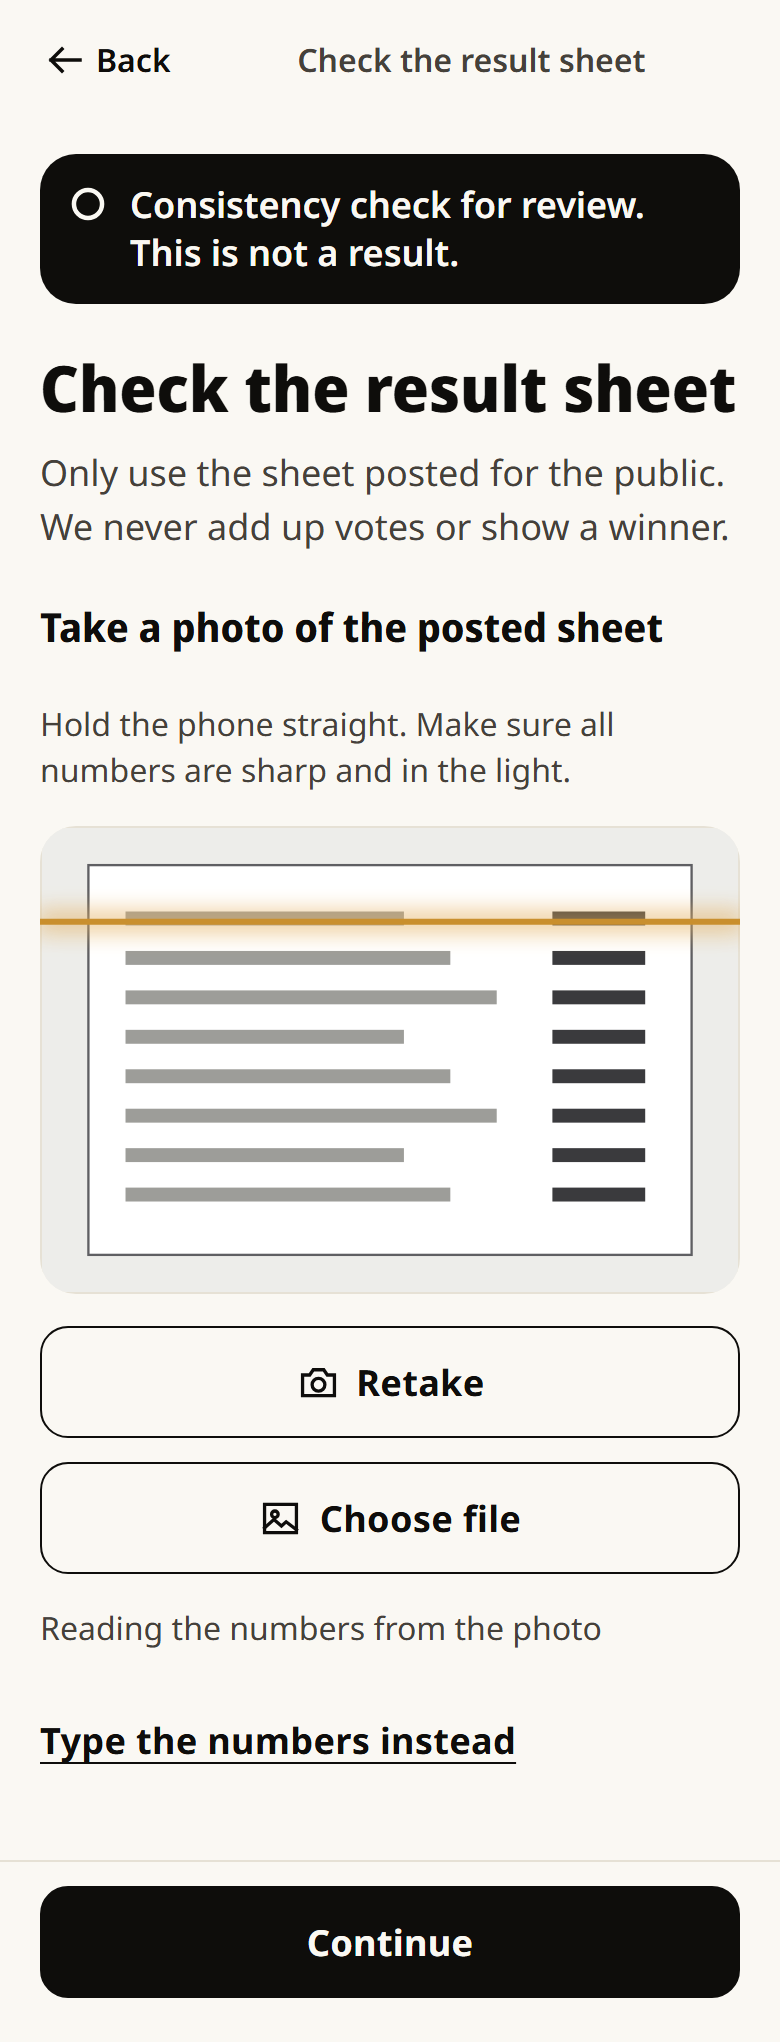 Back
Check the result sheet
Consistency check for review.
This is not a result.
Check the result sheet
Only use the sheet posted for the public.
We never add up votes or show a winner.
Take a photo of the posted sheet
Hold the phone straight. Make sure all
numbers are sharp and in the light.
Retake
Choose file
Reading the numbers from the photo
Type the numbers instead
Continue